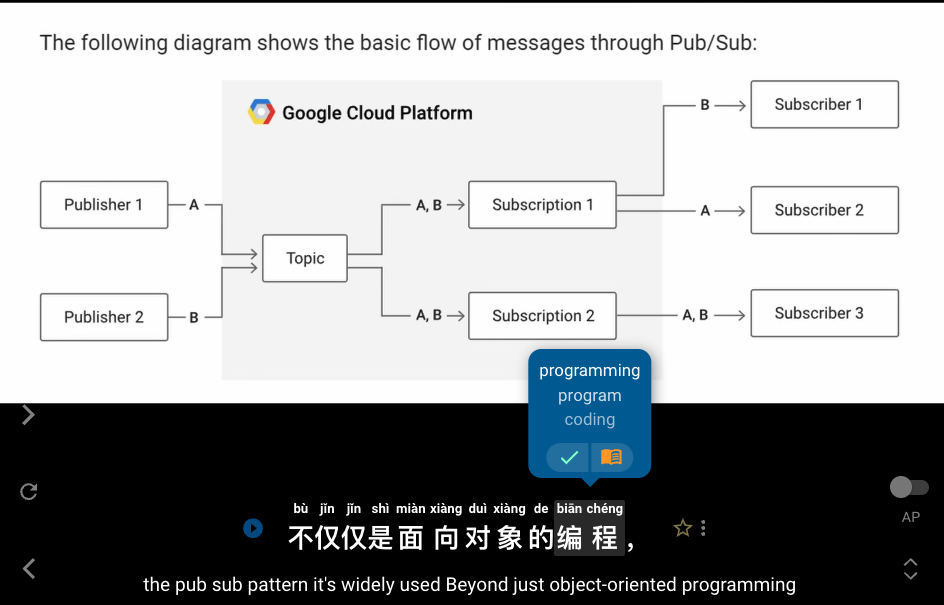 The following diagram shows the basic flow of messages through Pub/Sub:
Google Cloud Platform
B
Subscriber 1
Publisher 1
A
A, B
Subscription 1
A
Subscriber 2
Topic
Publisher 2
B
A, B
Subscription 2
A, B
Subscriber 3
programming
program
coding
AP
bù jǐn jǐn shì miàn xiàng duì xiàng de biān chéng
不仅仅是面向对象的编程，
the pub sub pattern it's widely used Beyond just object-oriented programming